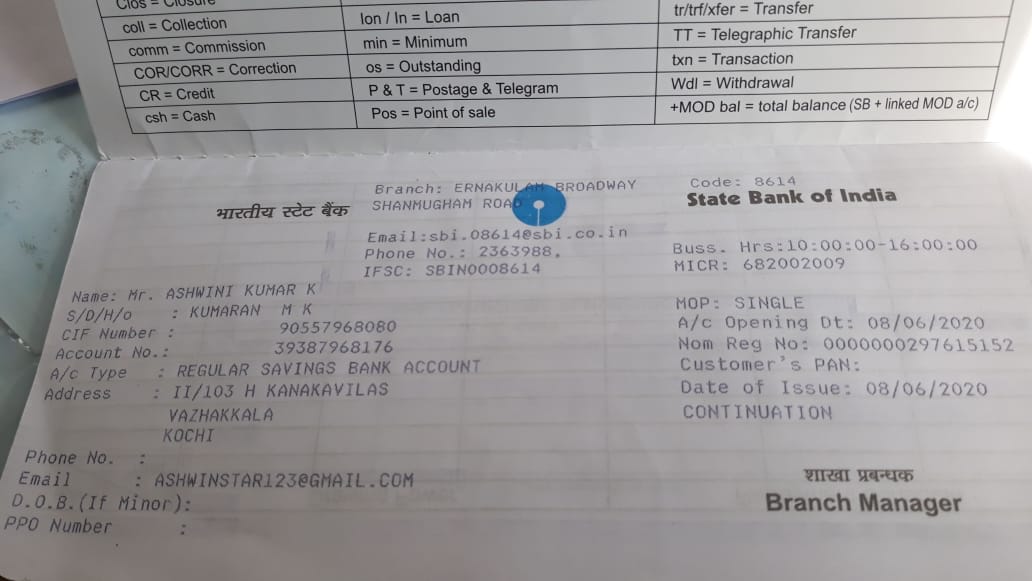 Clos = Closure
coll = Collection
comm = Commission
COR/CORR = Correction
CR = Credit
csh = Cash
lon / ln = Loan
min = Minimum
os = Outstanding
P & T = Postage & Telegram
Pos = Point of sale
tr/trf/xfer = Transfer
TT = Telegraphic Transfer
txn = Transaction
Wdl = Withdrawal
+MOD bal = total balance (SB + linked MOD a/c)
भारतीय स्टेट बैंक
Branch: ERNAKULAM BROADWAY
SHANMUGHAM ROAD
Email:sbi.08614@sbi.co.in
Phone No.: 2363988,
IFSC: SBIN0008614
Code: 8614
State Bank of India
Buss. Hrs:10:00:00-16:00:00
MICR: 682002009
Name: Mr. ASHWINI KUMAR K
S/D/H/o : KUMARAN M K
CIF Number : 90557968080
Account No.: 39387968176
A/c Type : REGULAR SAVINGS BANK ACCOUNT
Address : II/103 H KANAKAVILAS
VAZHAKKALA
KOCHI
Phone No. :
Email : ASHWINSTAR123@GMAIL.COM
D.O.B.(If Minor):
PPO Number :
MOP: SINGLE
A/c Opening Dt: 08/06/2020
Nom Reg No: 0000000297615152
Customer's PAN:
Date of Issue: 08/06/2020
CONTINUATION
शाखा प्रबन्धक
Branch Manager